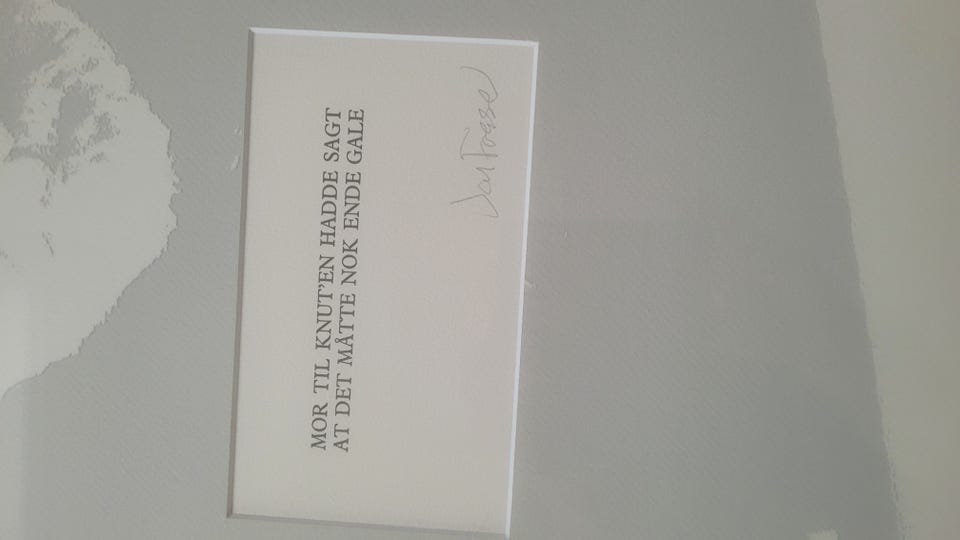 MOR TIL KNUT'EN HADDE SAGT
AT DET MÅTTE NOK ENDE GALE
Jon Fosse